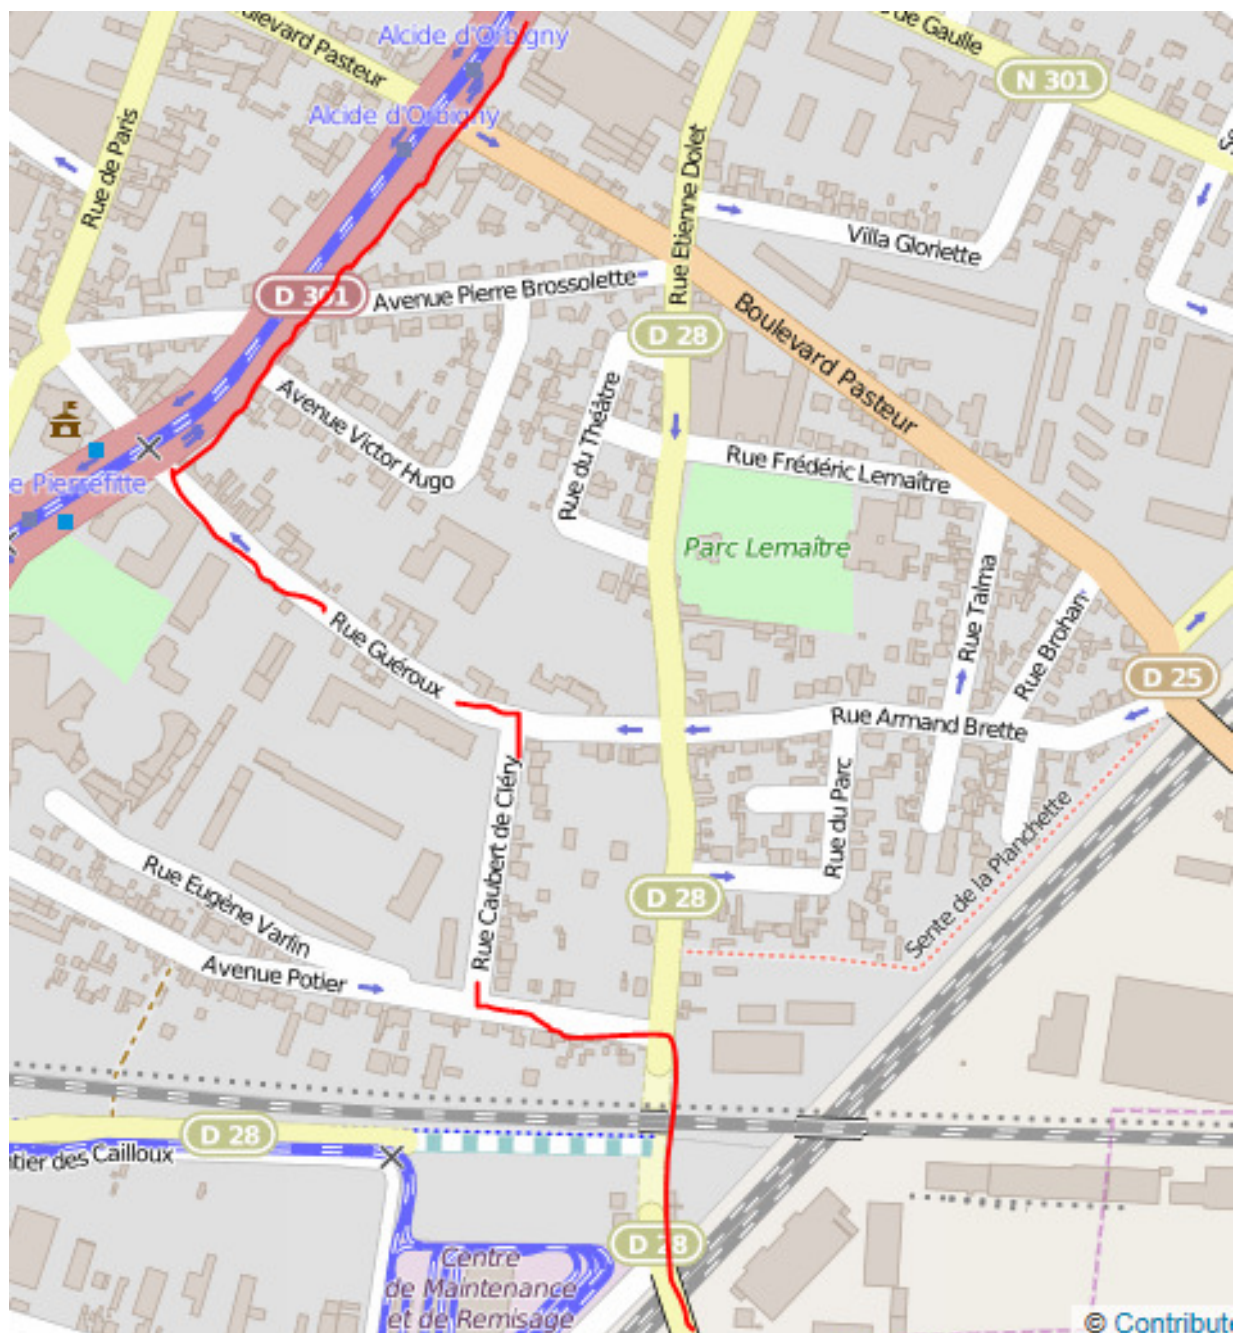 Alcide d'Orbigny
de Gaulle
Boulevard Pasteur
N 301
Alcide d'Orbigny
Rue de Paris
Rue Etienne Dolet
Villa Gloriette
D 301
Avenue Pierre Brossolette
D 28
Boulevard Pasteur
Avenue Victor Hugo
Rue du Théâtre
Rue Frédéric Lemaître
e Pierrefitte
Parc Lemaître
Rue Talma
Rue Brohan
Rue Guéroux
D 25
Rue Armand Brette
Rue Caubert de Cléry
Rue du Parc
Sente de la Planchette
Rue Eugène Varlin
D 28
Avenue Potier
D 28
tier des Cailloux
D 28
Centre
de Maintenance
et de Remisage
© Contribute